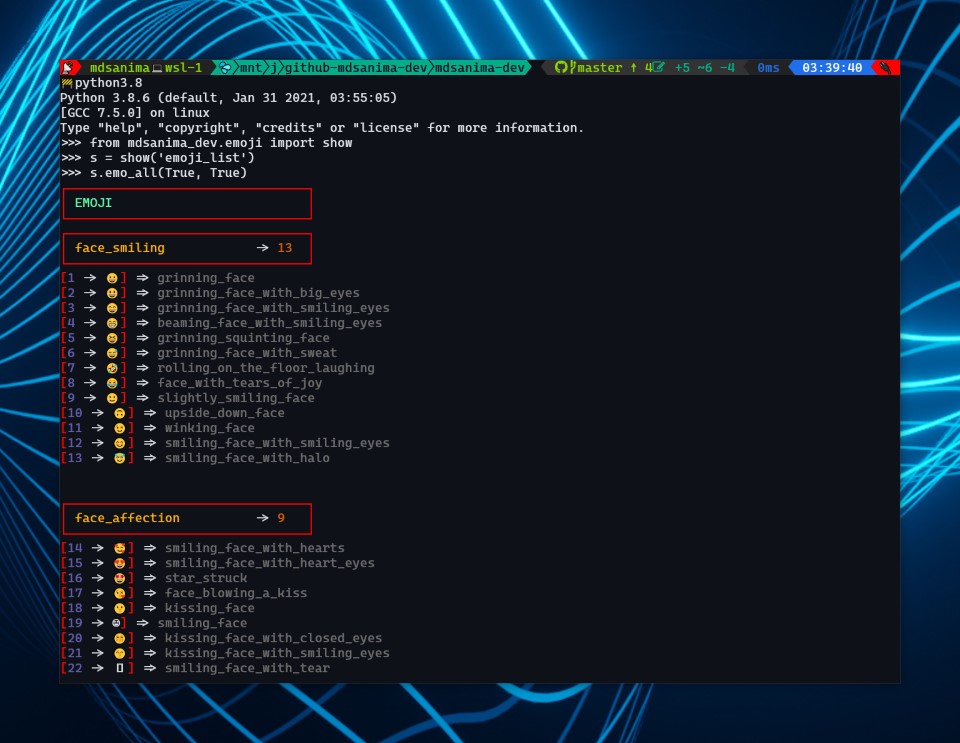 mdsanima💻wsl-1 mnt j github-mdsanima-dev mdsanima-dev master ↑ 4 +5 ~6 -4 0ms 03:39:40
python3.8
Python 3.8.6 (default, Jan 31 2021, 03:55:05)
[GCC 7.5.0] on linux
Type "help", "copyright", "credits" or "license" for more information.
>>> from mdsanima_dev.emoji import show
>>> s = show('emoji_list')
>>> s.emo_all(True, True)
EMOJI
face_smiling → 13
[1 → 😀] ⇒ grinning_face
[2 → 😃] ⇒ grinning_face_with_big_eyes
[3 → 😄] ⇒ grinning_face_with_smiling_eyes
[4 → 😁] ⇒ beaming_face_with_smiling_eyes
[5 → 😆] ⇒ grinning_squinting_face
[6 → 😅] ⇒ grinning_face_with_sweat
[7 → 🤣] ⇒ rolling_on_the_floor_laughing
[8 → 😂] ⇒ face_with_tears_of_joy
[9 → 🙂] ⇒ slightly_smiling_face
[10 → 🙃] ⇒ upside_down_face
[11 → 😉] ⇒ winking_face
[12 → 😊] ⇒ smiling_face_with_smiling_eyes
[13 → 😇] ⇒ smiling_face_with_halo
face_affection → 9
[14 → 🥰] ⇒ smiling_face_with_hearts
[15 → 😍] ⇒ smiling_face_with_heart_eyes
[16 → 🤩] ⇒ star_struck
[17 → 😘] ⇒ face_blowing_a_kiss
[18 → 😗] ⇒ kissing_face
[19 → ☺] ⇒ smiling_face
[20 → 😚] ⇒ kissing_face_with_closed_eyes
[21 → 😙] ⇒ kissing_face_with_smiling_eyes
[22 → ▯] ⇒ smiling_face_with_tear